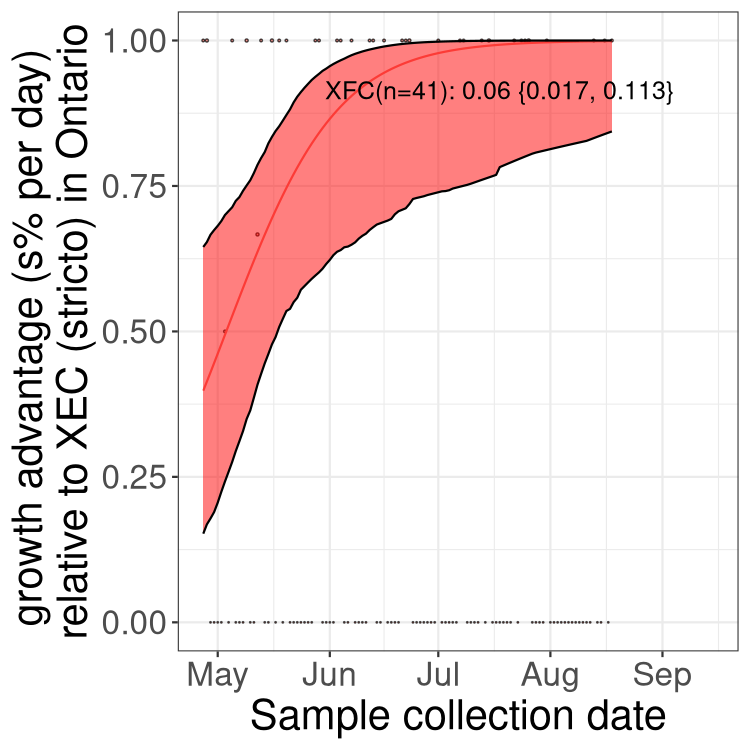 growth advantage (s% per day)
relative to XEC (stricto) in Ontario
1.00
0.75
0.50
0.25
0.00
XFC(n=41): 0.06 {0.017, 0.113}
May Jun Jul Aug Sep
Sample collection date